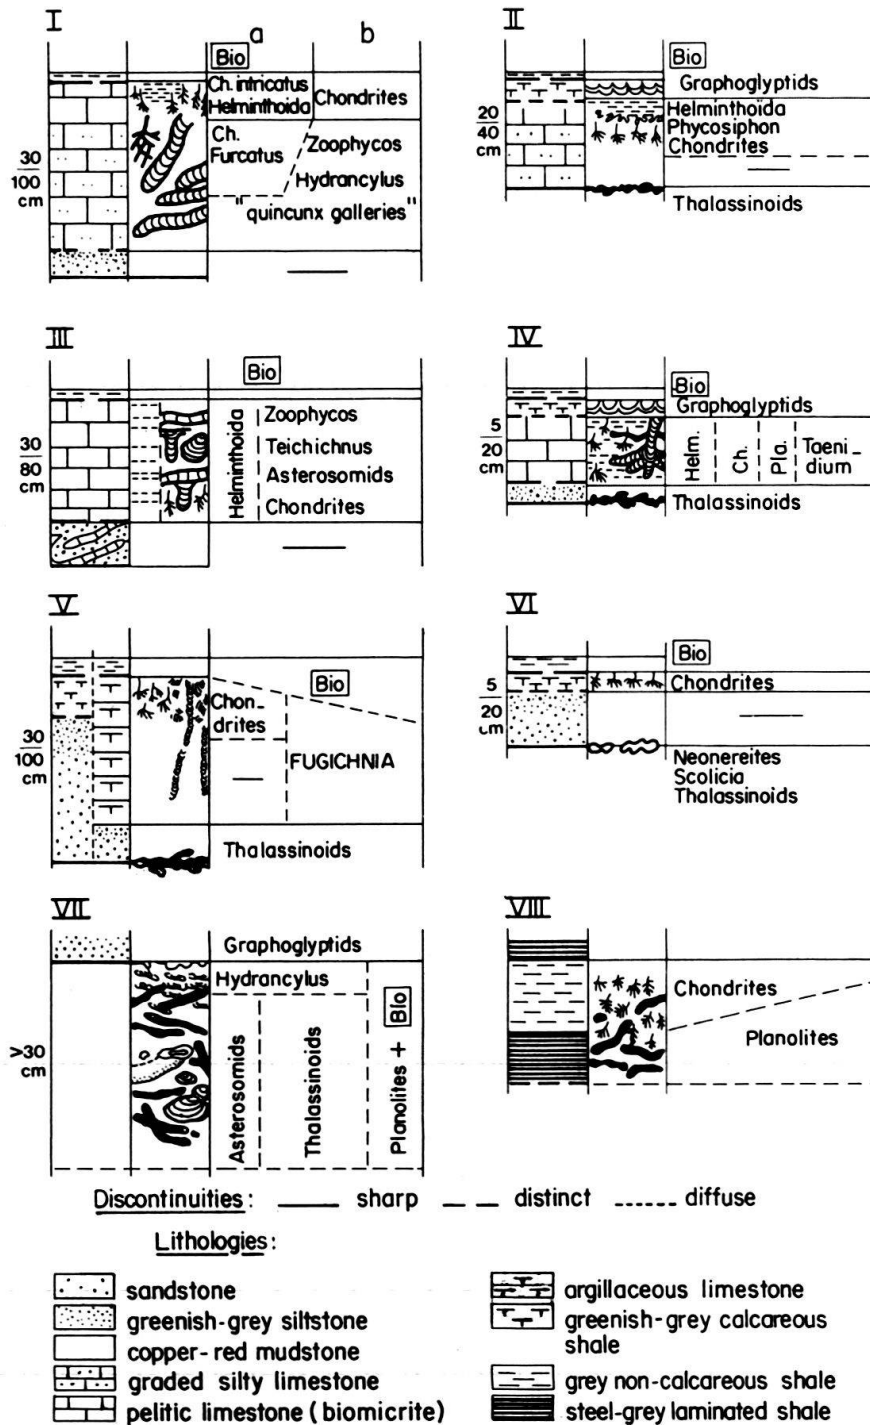 I
a
b
Bio
Ch. intricatus
Helminthoida
Chondrites
Ch.
Furcatus
Zoophycos
Hydrancylus
"quincunx galleries"
30
100
cm
II
Bio
Graphoglyptids
Helminthoida
Phycosiphon
Chondrites
Thalassinoids
20
40
cm
III
Bio
Helminthoida
Zoophycos
Teichichnus
Asterosomids
Chondrites
30
80
cm
IV
Bio
Graphoglyptids
Helm.
Ch.
Pla.
Taeni_
dium
Thalassinoids
5
20
cm
V
Bio
Chon_
drites
FUGICHNIA
Thalassinoids
30
100
cm
VI
Bio
Chondrites
Neonereites
Scolicia
Thalassinoids
5
20
cm
VII
Graphoglyptids
Hydrancylus
Asterosomids
Thalassinoids
Planolites + Bio
>30
cm
VIII
Chondrites
Planolites
Discontinuities: sharp distinct diffuse
Lithologies:
sandstone
greenish-grey siltstone
copper-red mudstone
graded silty limestone
pelitic limestone (biomicrite)
argillaceous limestone
greenish-grey calcareous
shale
grey non-calcareous shale
steel-grey laminated shale